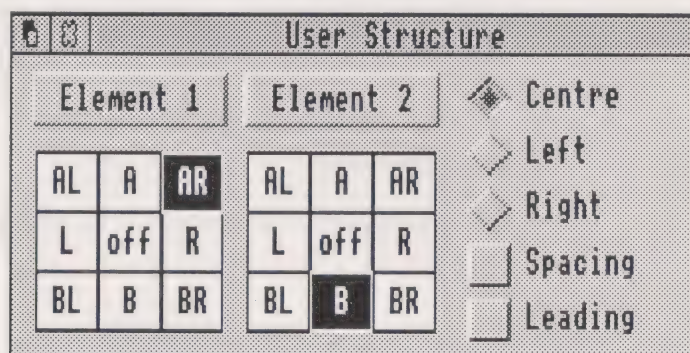 User Structure
Element 1 Element 2 Centre
Left
AL A AR AL A AR
Right
L off R L off R
Spacing
BL B BR BL B BR
Leading